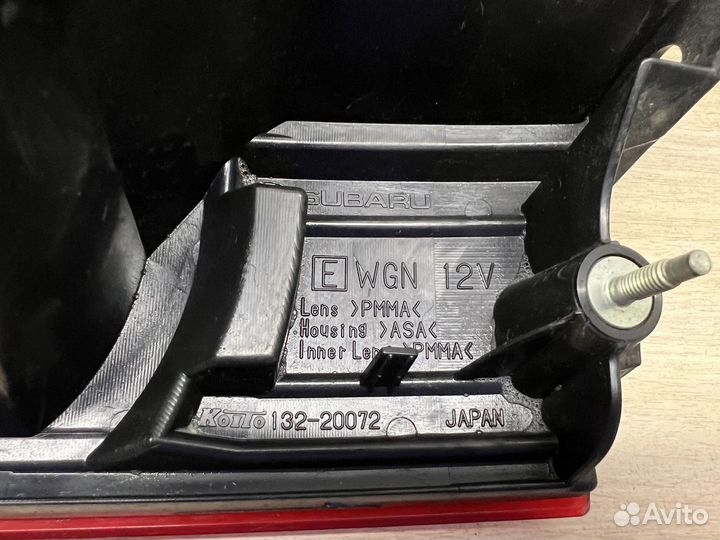 SUBARU
E WGN 12V
Lens >PMMA<
Housing >ASA<
Inner Lens >PMMA<
KOITO 132-20072 JAPAN
Avito